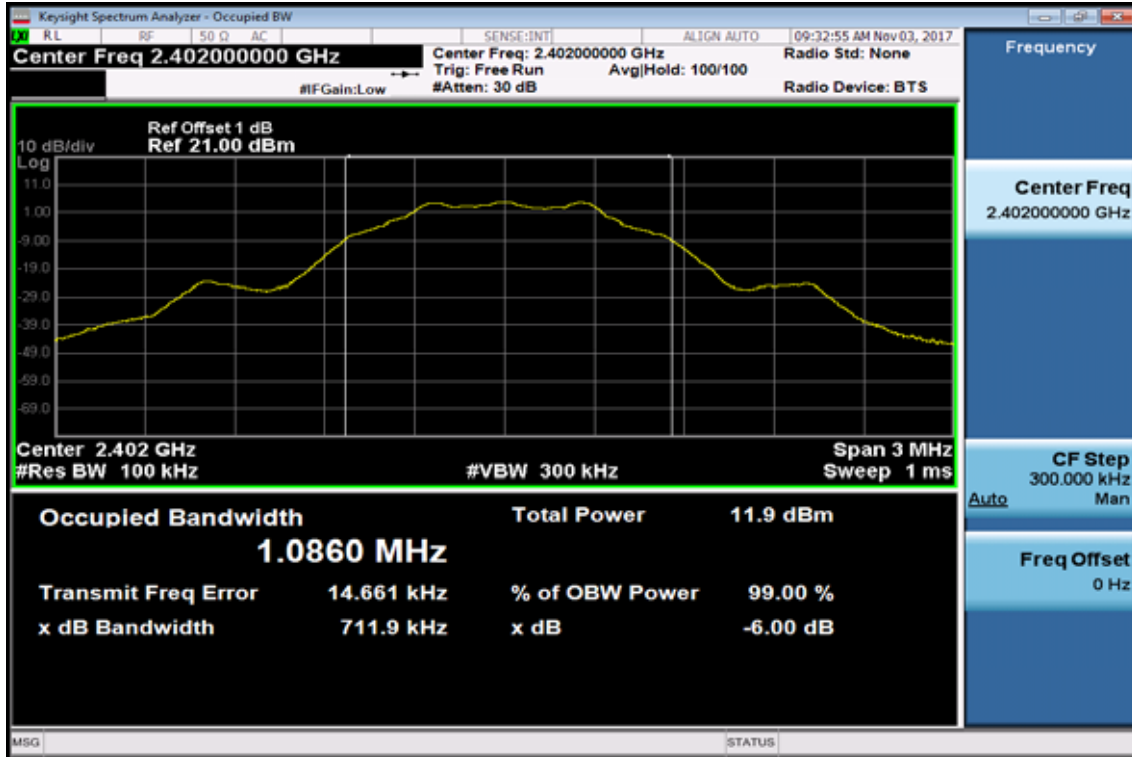 Keysight Spectrum Analyzer - Occupied BW
RL RF 50 Ω AC SENSE:INT ALIGN AUTO 09:32:55 AM Nov 03, 2017
Center Freq 2.402000000 GHz
Center Freq: 2.402000000 GHz Radio Std: None
Trig: Free Run Avg|Hold: 100/100
#IFGain:Low #Atten: 30 dB Radio Device: BTS
Ref Offset 1 dB
10 dB/div Ref 21.00 dBm
Log
11.0
1.00
-9.00
-19.0
-29.0
-39.0
-49.0
-59.0
-69.0
Center 2.402 GHz Span 3 MHz
#Res BW 100 kHz #VBW 300 kHz Sweep 1 ms
Occupied Bandwidth Total Power 11.9 dBm
1.0860 MHz
Transmit Freq Error 14.661 kHz % of OBW Power 99.00 %
x dB Bandwidth 711.9 kHz x dB -6.00 dB
MSG STATUS
Frequency
Center Freq
2.402000000 GHz
CF Step
300.000 kHz
Auto Man
Freq Offset
0 Hz